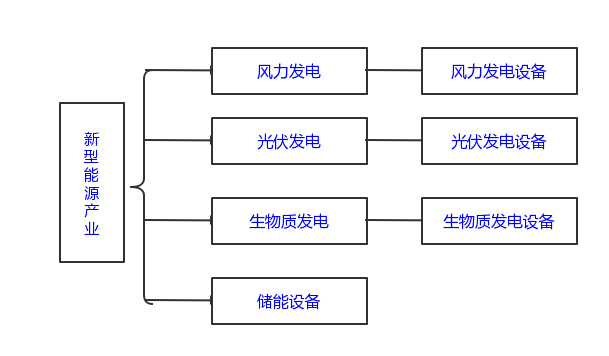 新型能源产业
风力发电
风力发电设备
光伏发电
光伏发电设备
生物质发电
生物质发电设备
储能设备